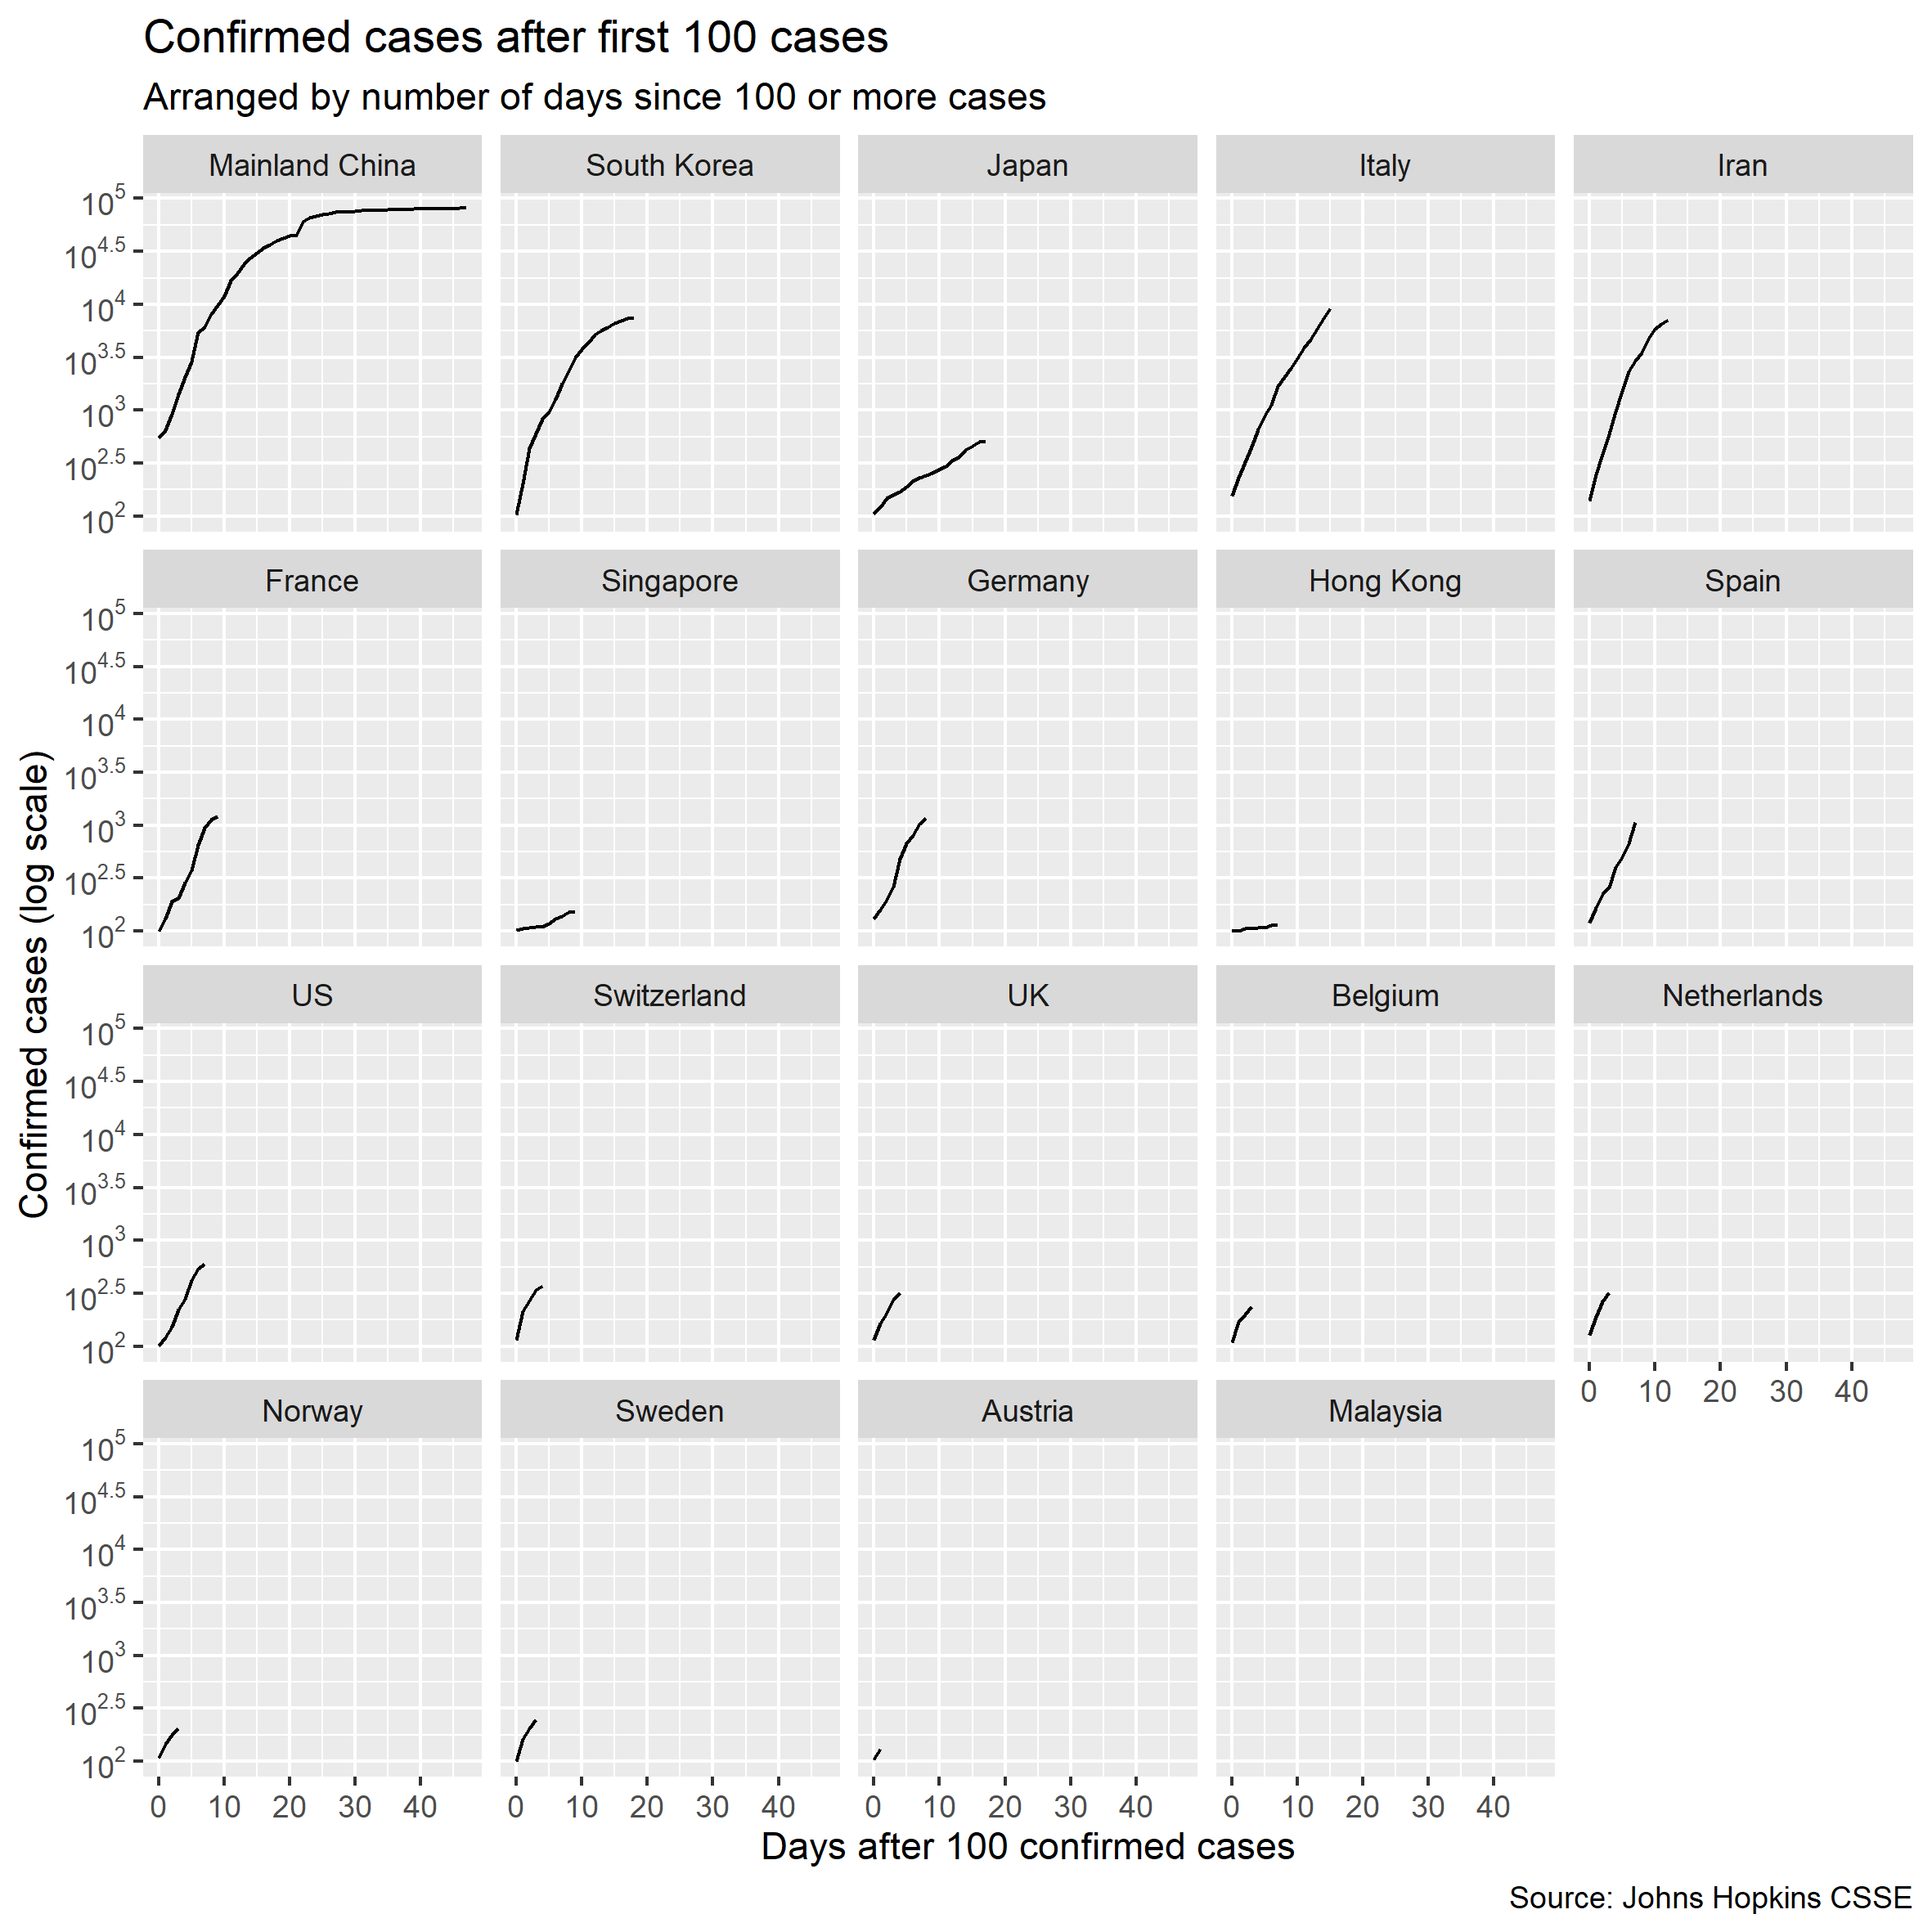 Confirmed cases after first 100 cases
Arranged by number of days since 100 or more cases
Mainland China South Korea Japan Italy Iran
10^5
10^4.5
10^4
10^3.5
10^3
10^2.5
10^2
France Singapore Germany Hong Kong Spain
10^5
10^4.5
10^4
10^3.5
10^3
10^2.5
10^2
Confirmed cases (log scale)
US Switzerland UK Belgium Netherlands
10^5
10^4.5
10^4
10^3.5
10^3
10^2.5
10^2
0 10 20 30 40
Norway Sweden Austria Malaysia
10^5
10^4.5
10^4
10^3.5
10^3
10^2.5
10^2
0 10 20 30 40 0 10 20 30 40 0 10 20 30 40 0 10 20 30 40
Days after 100 confirmed cases
Source: Johns Hopkins CSSE